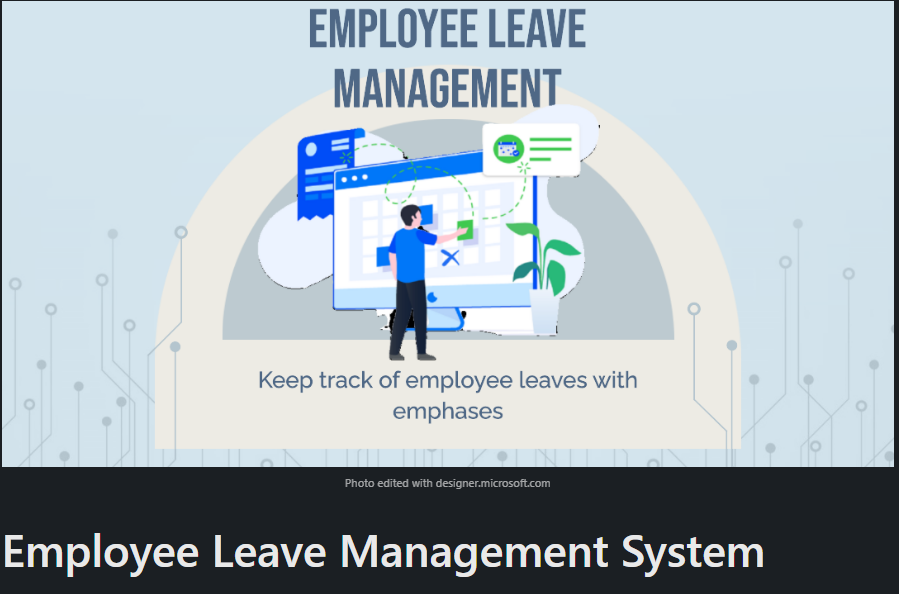 EMPLOYEE LEAVE
MANAGEMENT
Keep track of employee leaves with
emphases
Photo edited with designer.microsoft.com
Employee Leave Management System